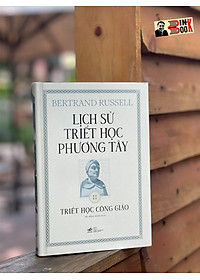 BERTRAND RUSSELL
LỊCH SỬ
TRIẾT HỌC
PHƯƠNG TÂY
II
TRIẾT HỌC CÔNG GIÁO